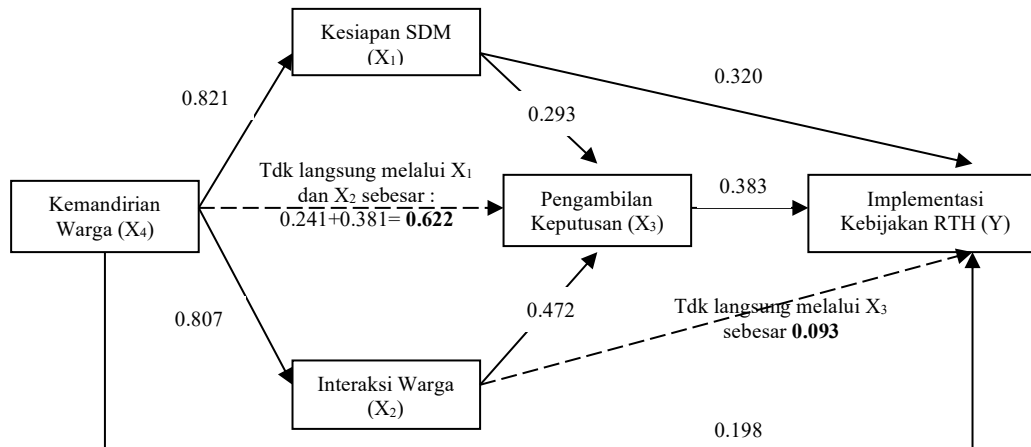 Kesiapan SDM
(X₁)
0.320
0.821
0.293
Tdk langsung melalui X₁
dan X₂ sebesar :
0.241+0.381= 0.622
Kemandirian
Warga (X₄)
Pengambilan
Keputusan (X₃)
0.383
Implementasi
Kebijakan RTH (Y)
0.807
0.472
Tdk langsung melalui X₃
sebesar 0.093
Interaksi Warga
(X₂)
0.198